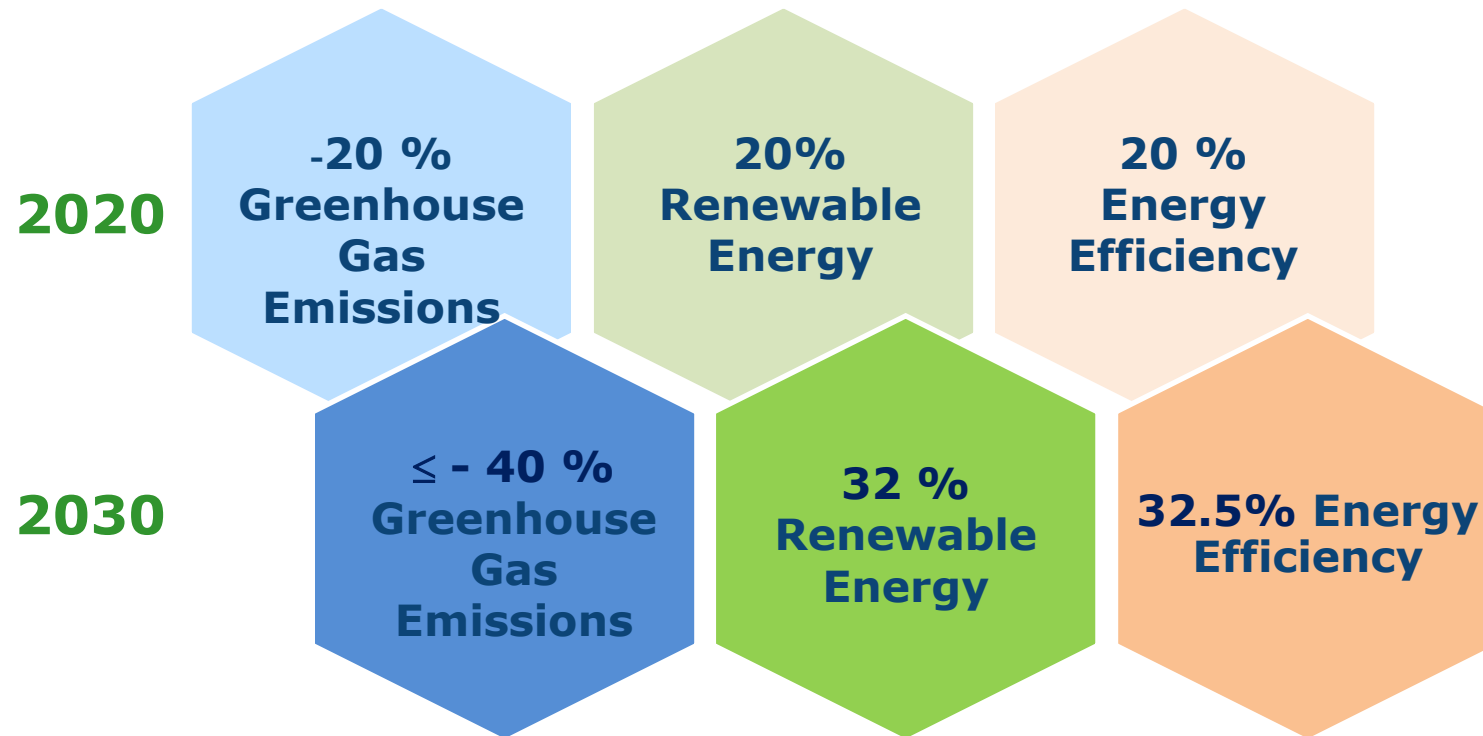 2020
-20 %
Greenhouse
Gas
Emissions
20%
Renewable
Energy
20 %
Energy
Efficiency
2030
≤ - 40 %
Greenhouse
Gas
Emissions
32 %
Renewable
Energy
32.5% Energy
Efficiency